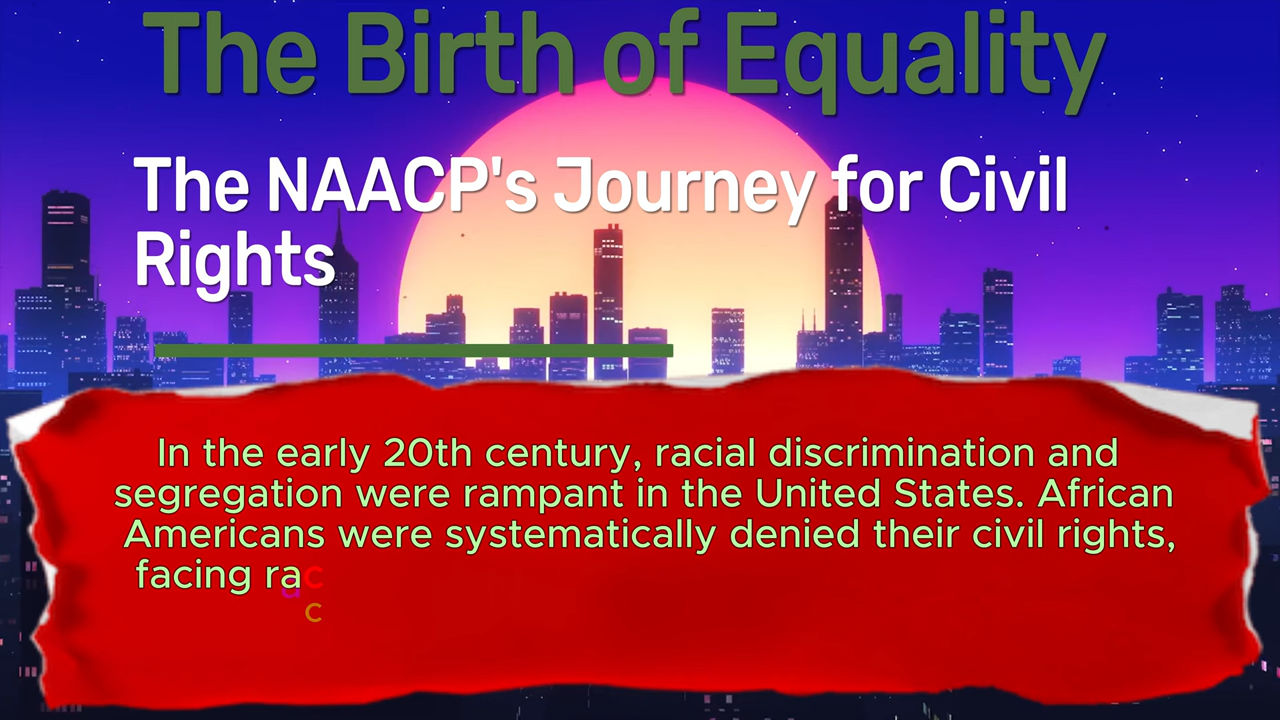 The Birth of Equality
The NAACP's Journey for Civil
Rights
In the early 20th century, racial discrimination and
segregation were rampant in the United States. African
Americans were systematically denied their civil rights,
facing rac